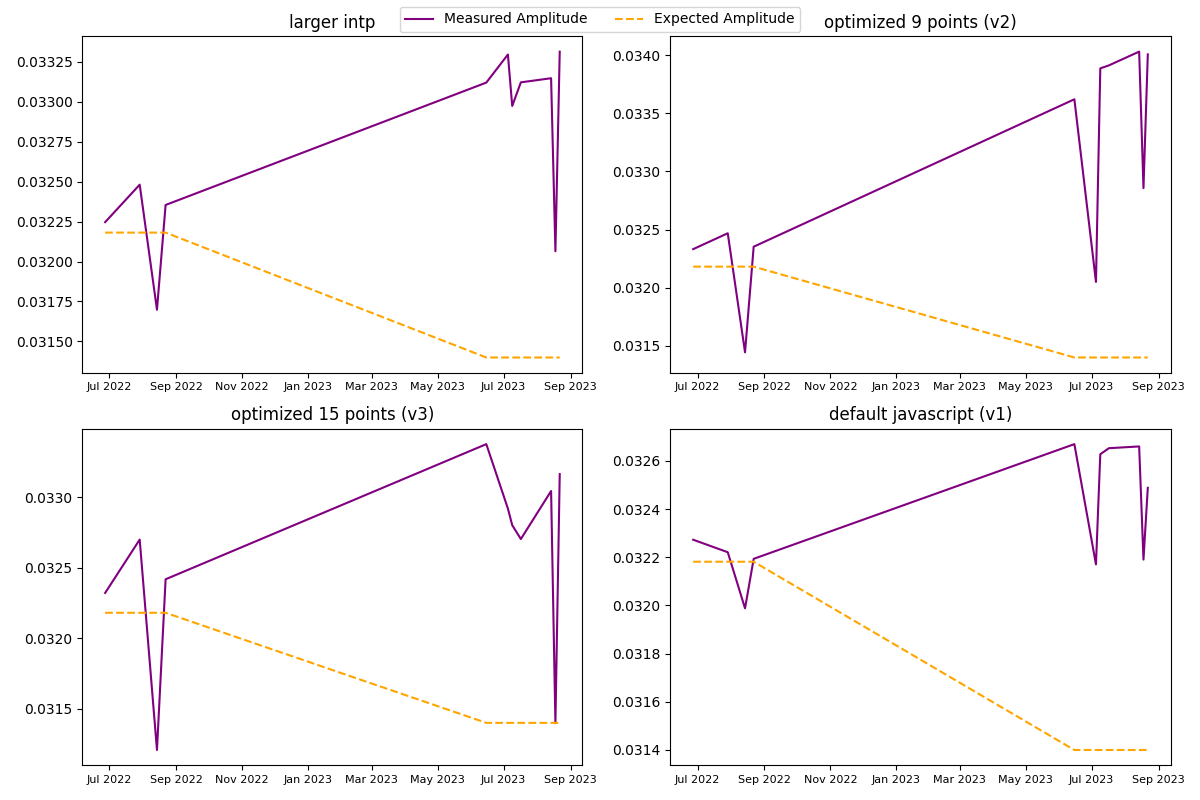 Measured Amplitude Expected Amplitude
larger intp
0.03325
0.03300
0.03275
0.03250
0.03225
0.03200
0.03175
0.03150
Jul 2022 Sep 2022 Nov 2022 Jan 2023 Mar 2023 May 2023 Jul 2023 Sep 2023
optimized 9 points (v2)
0.0340
0.0335
0.0330
0.0325
0.0320
0.0315
Jul 2022 Sep 2022 Nov 2022 Jan 2023 Mar 2023 May 2023 Jul 2023 Sep 2023
optimized 15 points (v3)
0.0330
0.0325
0.0320
0.0315
Jul 2022 Sep 2022 Nov 2022 Jan 2023 Mar 2023 May 2023 Jul 2023 Sep 2023
default javascript (v1)
0.0326
0.0324
0.0322
0.0320
0.0318
0.0316
0.0314
Jul 2022 Sep 2022 Nov 2022 Jan 2023 Mar 2023 May 2023 Jul 2023 Sep 2023